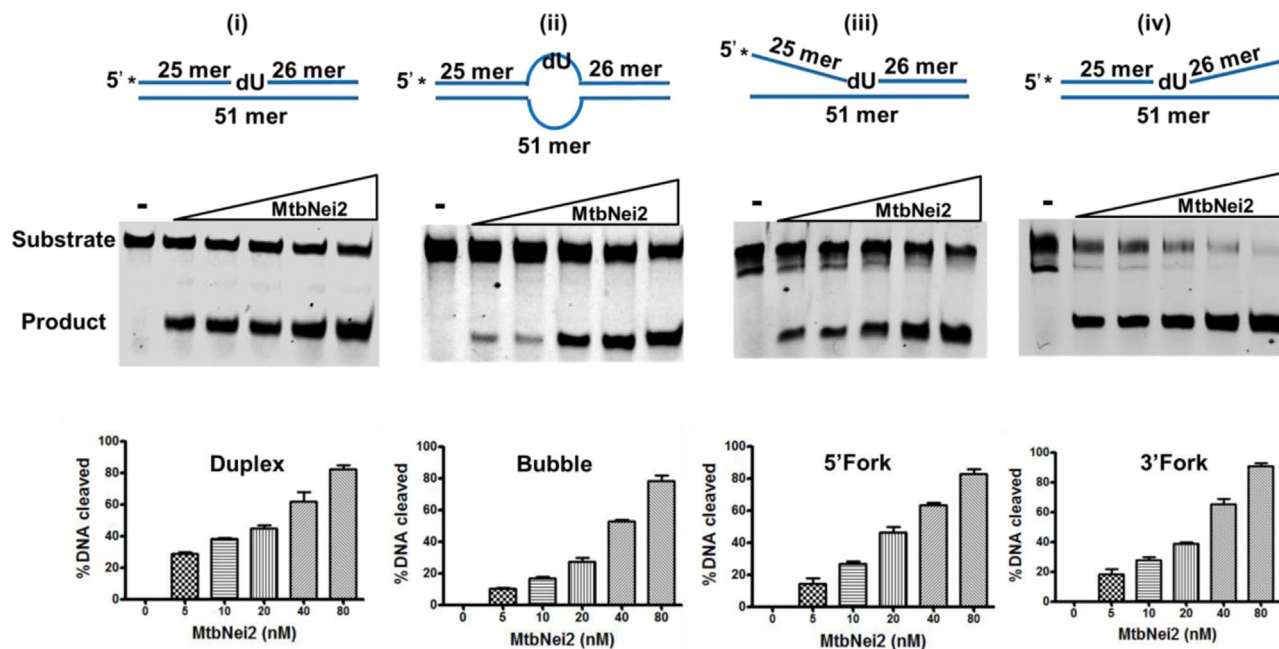 (i)
(ii)
(iii)
(iv)
5' * 25 mer dU 26 mer
51 mer
5' * 25 mer dU 26 mer
51 mer
5' * 25 mer dU 26 mer
51 mer
5' * 25 mer dU 26 mer
51 mer
- MtbNei2
- MtbNei2
- MtbNei2
- MtbNei2
Substrate
Product
Duplex
%DNA cleaved
100
80
60
40
20
0
0 5 10 20 40 80
MtbNei2 (nM)
Bubble
%DNA cleaved
100
80
60
40
20
0
0 5 10 20 40 80
MtbNei2 (nM)
5'Fork
%DNA cleaved
100
80
60
40
20
0
0 5 10 20 40 80
MtbNei2 (nM)
3'Fork
%DNA cleaved
100
80
60
40
20
0
0 5 10 20 40 80
MtbNei2 (nM)